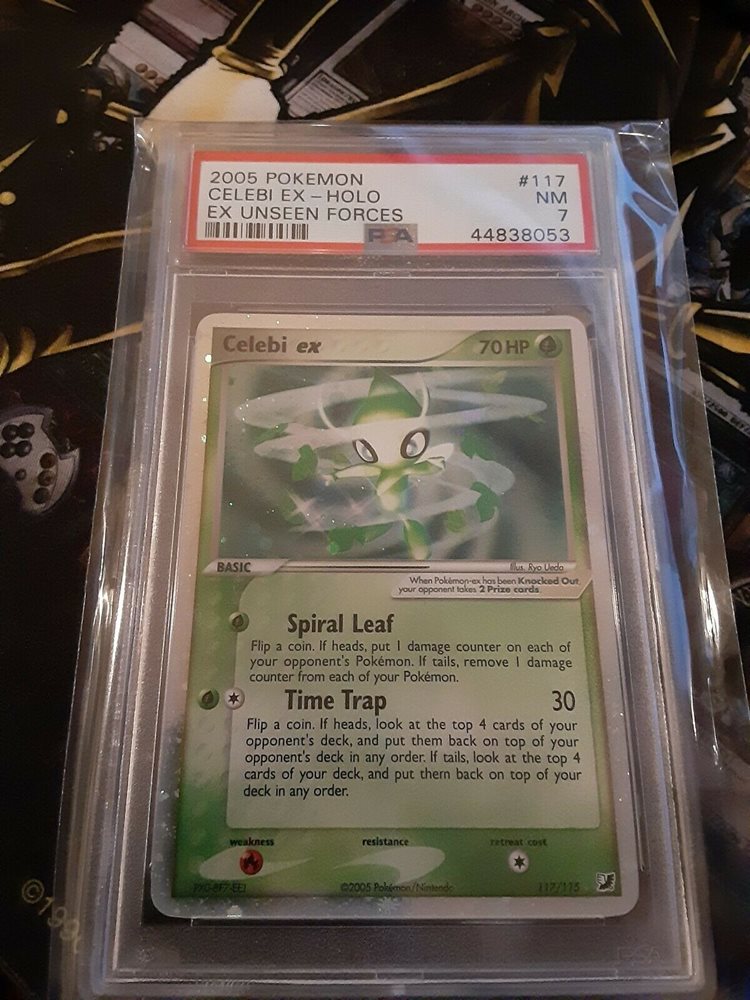 2005 POKEMON #117
CELEBI EX - HOLO NM
EX UNSEEN FORCES 7
PSA 44838053
Celebi ex 70 HP
BASIC Illus. Ryo Ueda
When Pokémon-ex has been Knocked Out,
your opponent takes 2 Prize cards.
Spiral Leaf
Flip a coin. If heads, put 1 damage counter on each of
your opponent's Pokémon. If tails, remove 1 damage
counter from each of your Pokémon.
Time Trap 30
Flip a coin. If heads, look at the top 4 cards of your
opponent's deck, and put them back on top of your
opponent's deck in any order. If tails, look at the top 4
cards of your deck, and put them back on top of your
deck in any order.
weakness resistance retreat cost
©2005 Pokémon/Nintendo 117/115
PSA